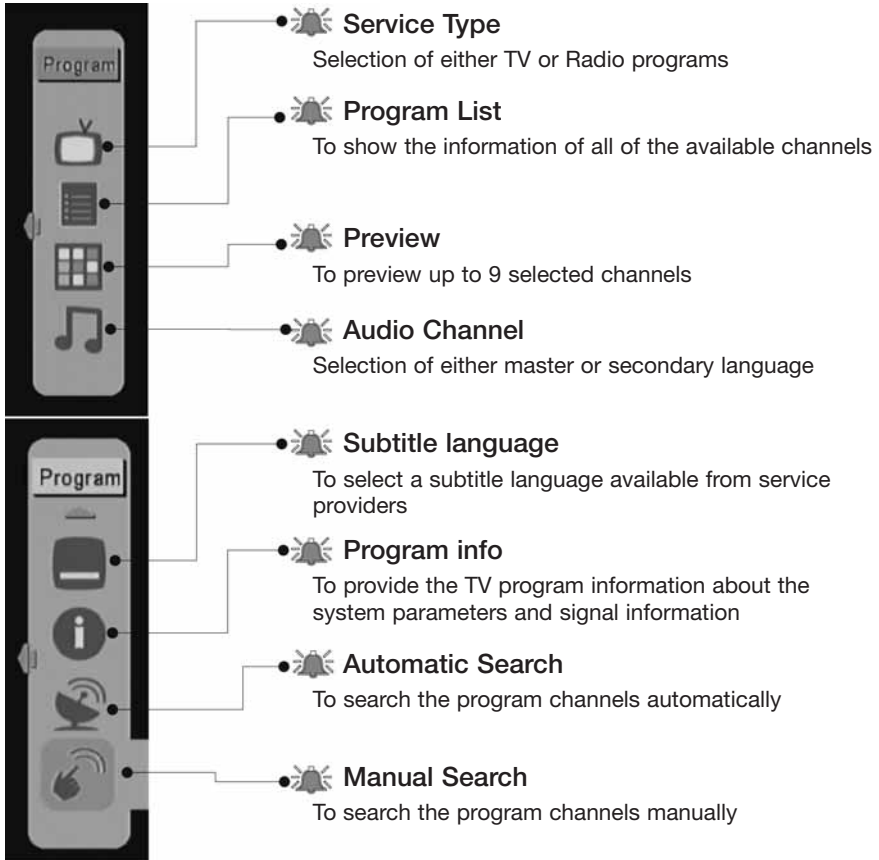 Program
Service Type
Selection of either TV or Radio programs
Program List
To show the information of all of the available channels
Preview
To preview up to 9 selected channels
Audio Channel
Selection of either master or secondary language
Program
Subtitle language
To select a subtitle language available from service
providers
Program info
To provide the TV program information about the
system parameters and signal information
Automatic Search
To search the program channels automatically
Manual Search
To search the program channels manually